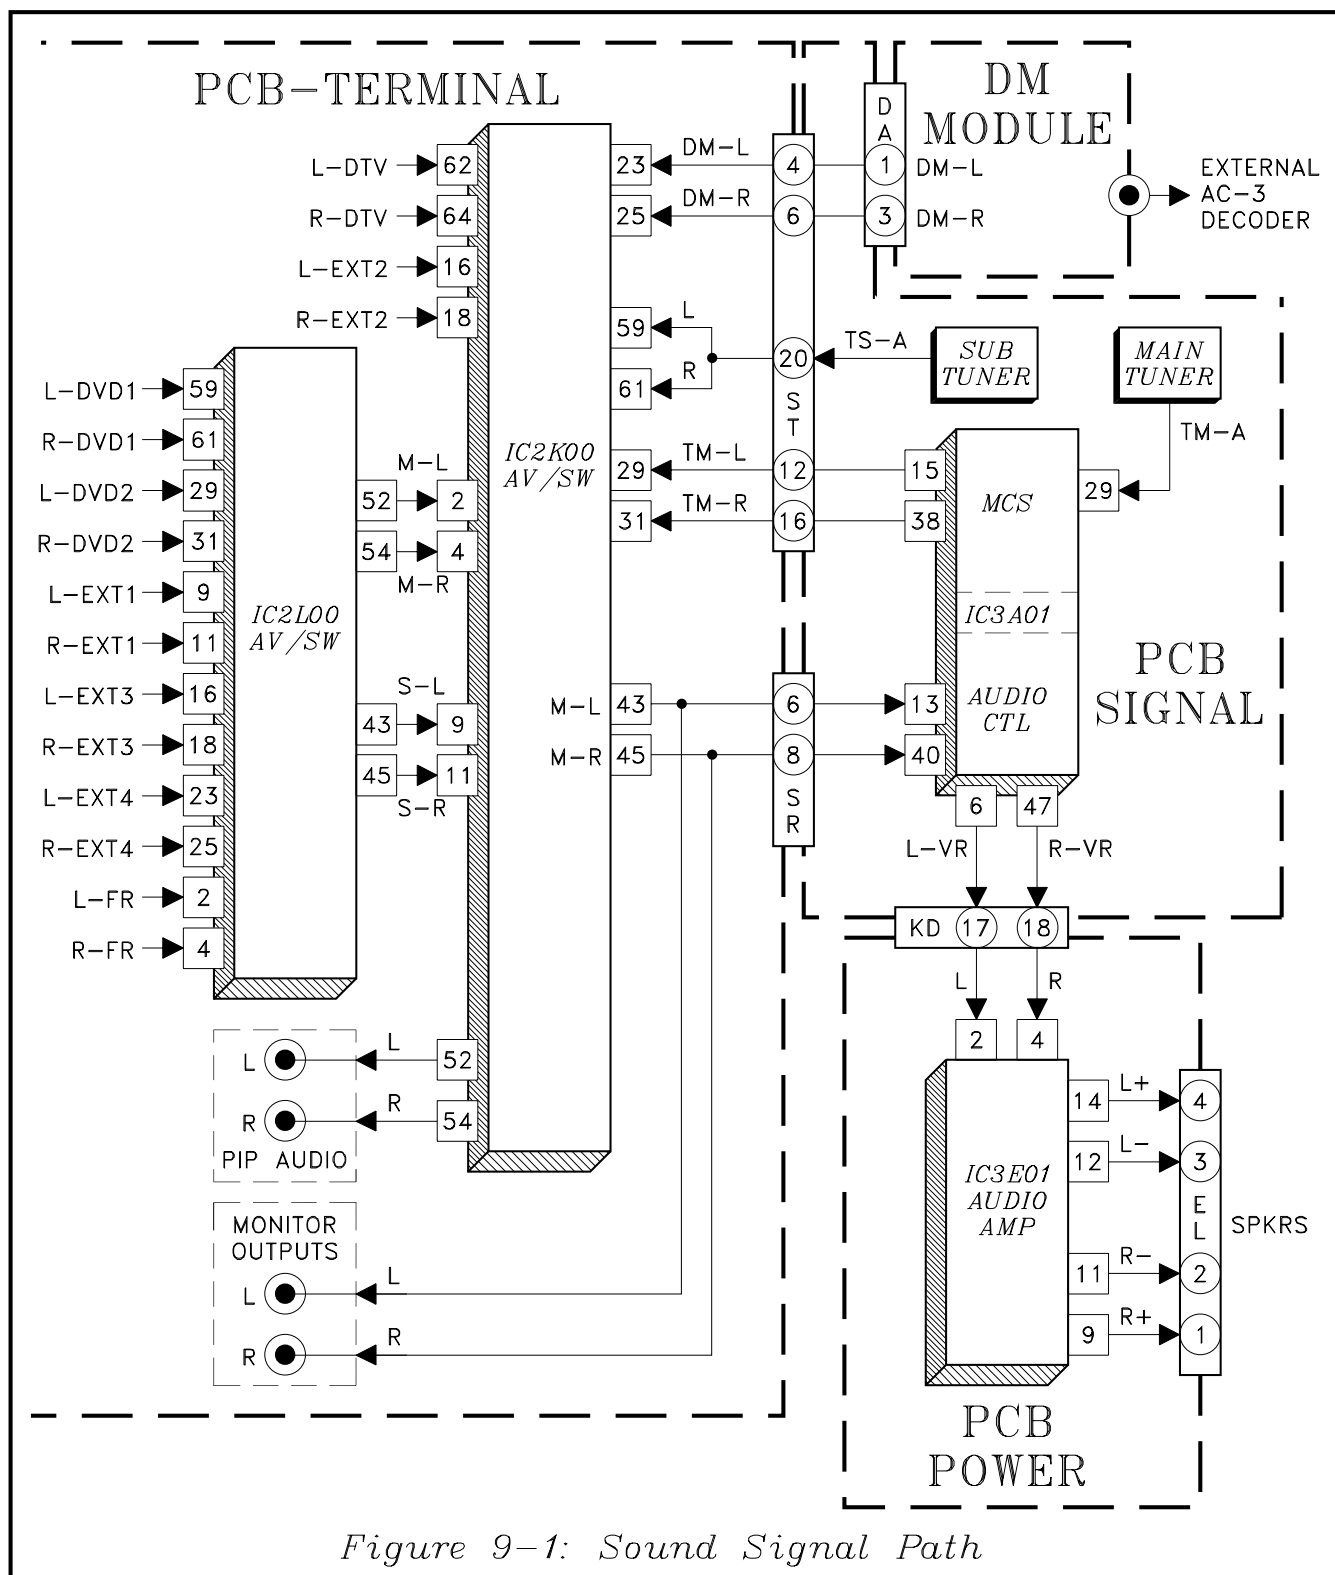 PCB-TERMINAL
DM
MODULE
D
A
L-DTV 62
R-DTV 64
L-EXT2 16
R-EXT2 18
23 DM-L 4 1 DM-L
25 DM-R 6 3 DM-R
EXTERNAL
AC-3
DECODER
59 L
61 R
20 TS-A
SUB
TUNER
MAIN
TUNER
TM-A
S
T
IC2K00
AV/SW
29 TM-L 12 15
31 TM-R 16 38
MCS
29
IC3A01
AUDIO
CTL
PCB
SIGNAL
L-DVD1 59
R-DVD1 61
L-DVD2 29
R-DVD2 31
L-EXT1 9
R-EXT1 11
L-EXT3 16
R-EXT3 18
L-EXT4 23
R-EXT4 25
L-FR 2
R-FR 4
IC2L00
AV/SW
M-L
52 2
54 4
M-R
S-L
43 9
45 11
S-R
M-L 43 6 13
M-R 45 8 40
S
R
6 47
L-VR R-VR
KD 17 18
L R
2 4
L L 52
R R 54
PIP AUDIO
MONITOR
OUTPUTS
L L
R R
IC3E01
AUDIO
AMP
14 L+ 4
12 L- 3
E
L
SPKRS
11 R- 2
9 R+ 1
PCB
POWER
Figure 9-1: Sound Signal Path